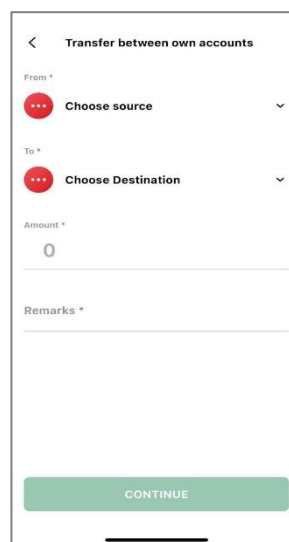 Transfer between own accounts
From *
Choose source
To *
Choose Destination
Amount *
0
Remarks *
CONTINUE